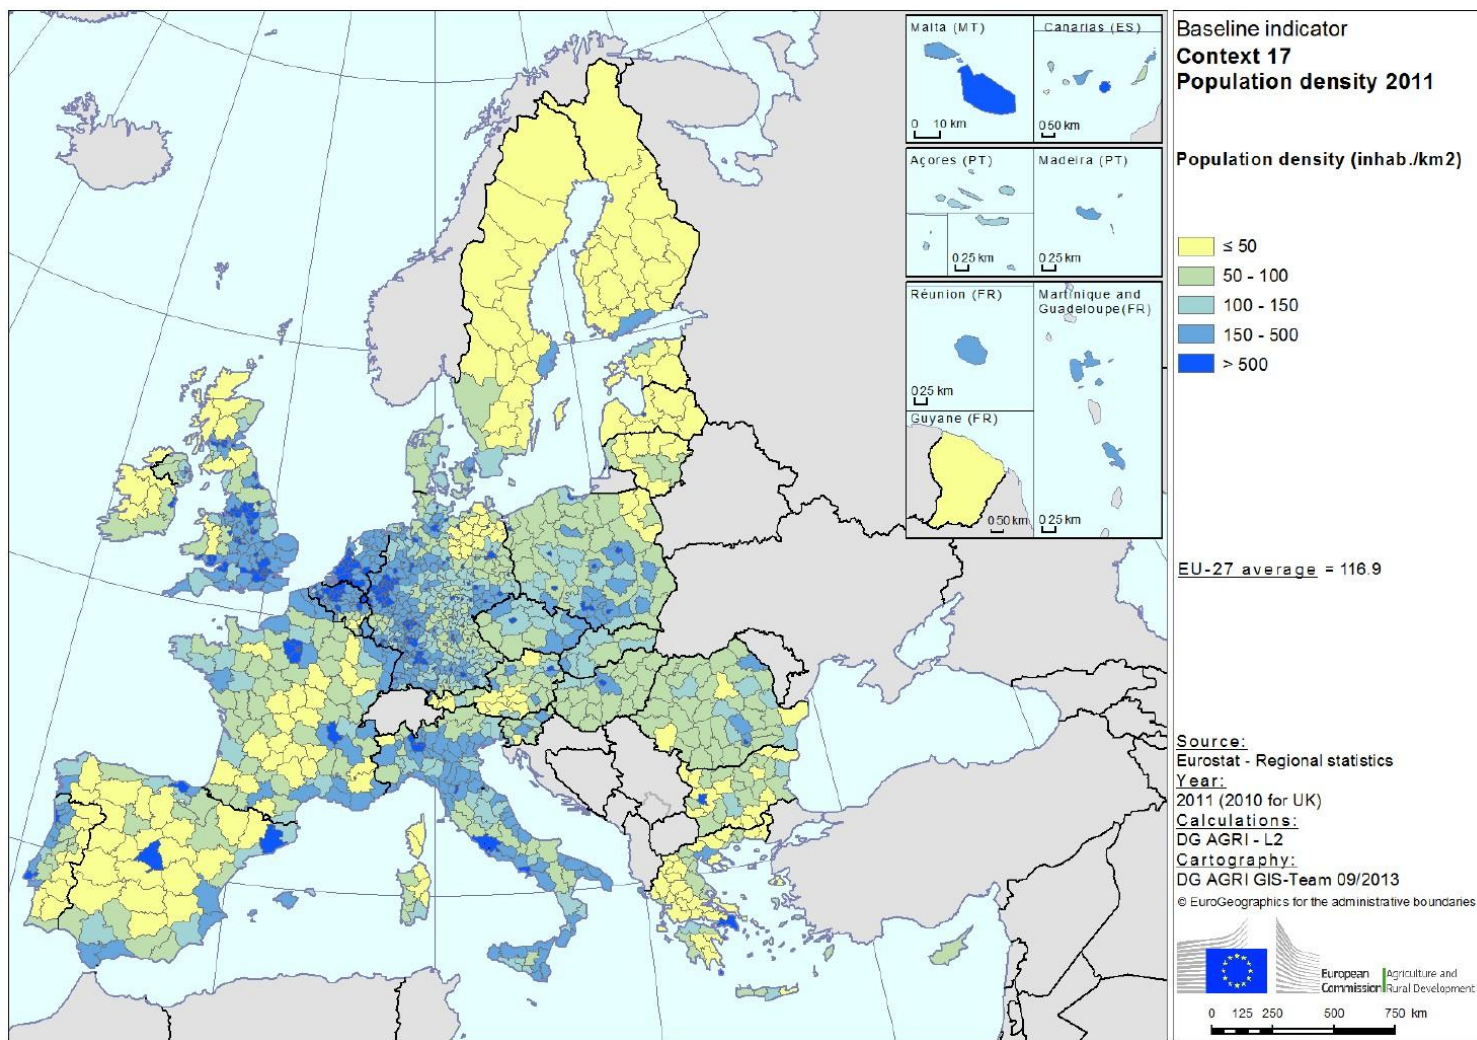 Malta (MT)
0 10 km
Canarias (ES)
0 50 km
Açores (PT)
0 25 km
Madeira (PT)
0 25 km
Réunion (FR)
0 25 km
Martinique and
Guadeloupe(FR)
0 25 km
Guyane (FR)
0 50 km
Baseline indicator
Context 17
Population density 2011
Population density (inhab./km2)
≤ 50
50 - 100
100 - 150
150 - 500
> 500
EU-27 average = 116.9
Source:
Eurostat - Regional statistics
Year:
2011 (2010 for UK)
Calculations:
DG AGRI - L2
Cartography:
DG AGRI GIS-Team 09/2013
© EuroGeographics for the administrative boundaries
European
Commission
Agriculture and
Rural Development
0 125 250 500 750 km